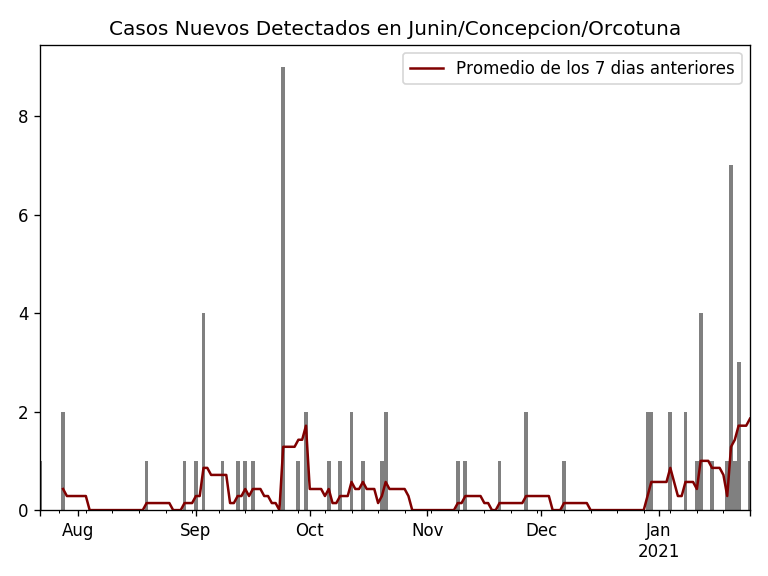 Casos Nuevos Detectados en Junin/Concepcion/Orcotuna
Promedio de los 7 dias anteriores
8
6
4
2
0
Aug Sep Oct Nov Dec Jan
2021